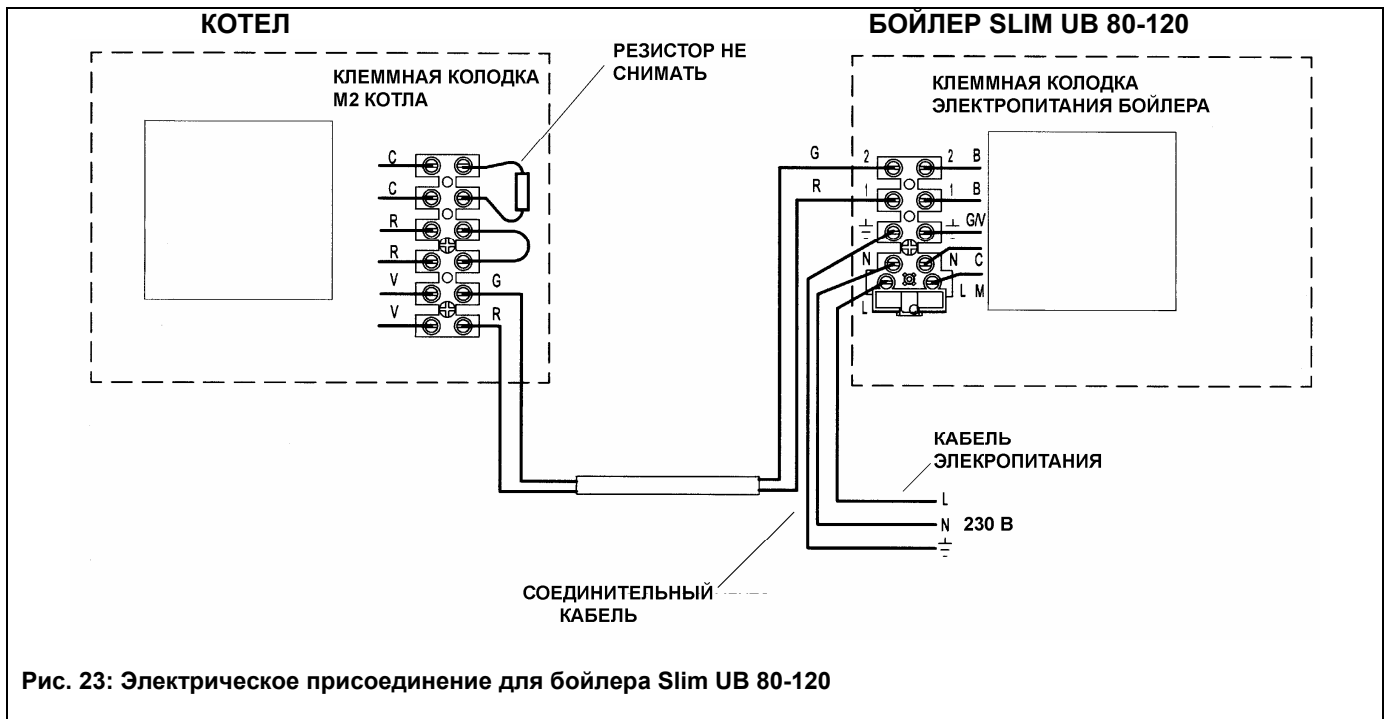 КОТЕЛ
БОЙЛЕР SLIM UB 80-120
РЕЗИСТОР НЕ
СНИМАТЬ
КЛЕММНАЯ КОЛОДКА
М2 КОТЛА
КЛЕММНАЯ КОЛОДКА
ЭЛЕКТРОПИТАНИЯ БОЙЛЕРА
C
C
R
R
V
V
G
R
G
R
2
1
N
L
2
1
N
L
B
B
G/V
C
M
КАБЕЛЬ
ЭЛЕКРОПИТАНИЯ
L
N 230 В
СОЕДИНИТЕЛЬНЫЙ
КАБЕЛЬ
Рис. 23: Электрическое присоединение для бойлера Slim UB 80-120